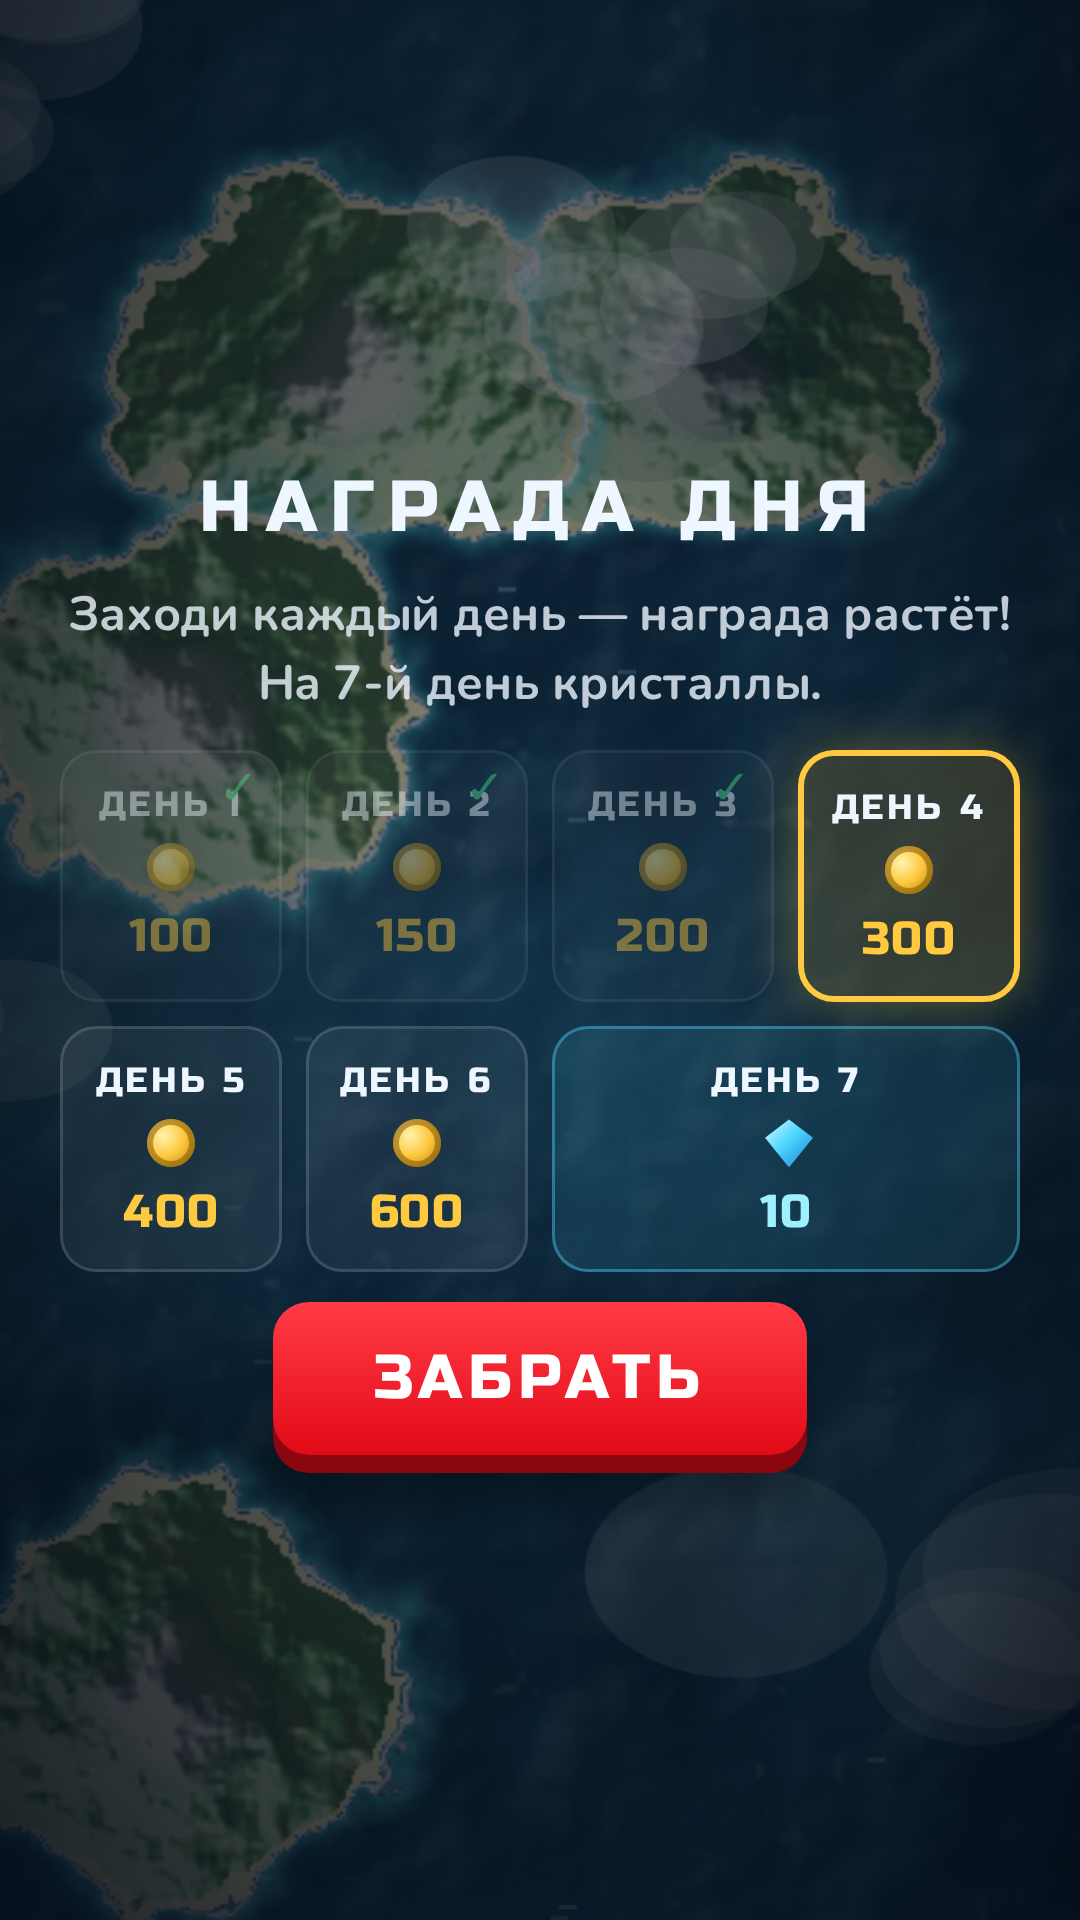 НАГРАДА ДНЯ
Заходи каждый день — награда растёт!
На 7-й день кристаллы.
ДЕНЬ 1 ✓
100
ДЕНЬ 2 ✓
150
ДЕНЬ 3 ✓
200
ДЕНЬ 4
300
ДЕНЬ 5
400
ДЕНЬ 6
600
ДЕНЬ 7
10
ЗАБРАТЬ